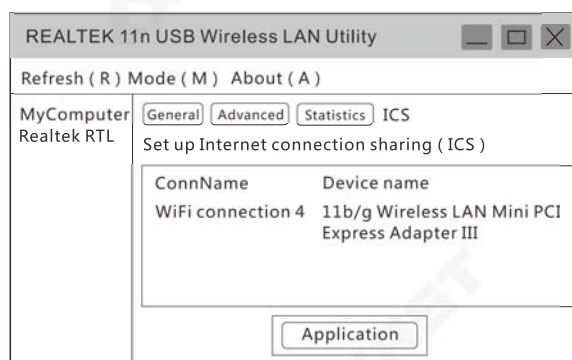 REALTEK 11n USB Wireless LAN Utility
Refresh ( R ) Mode ( M ) About ( A )
MyComputer
Realtek RTL
General Advanced Statistics ICS
Set up Internet connection sharing ( ICS )
ConnName Device name
WiFi connection 4 11b/g Wireless LAN Mini PCI
Express Adapter III
Application